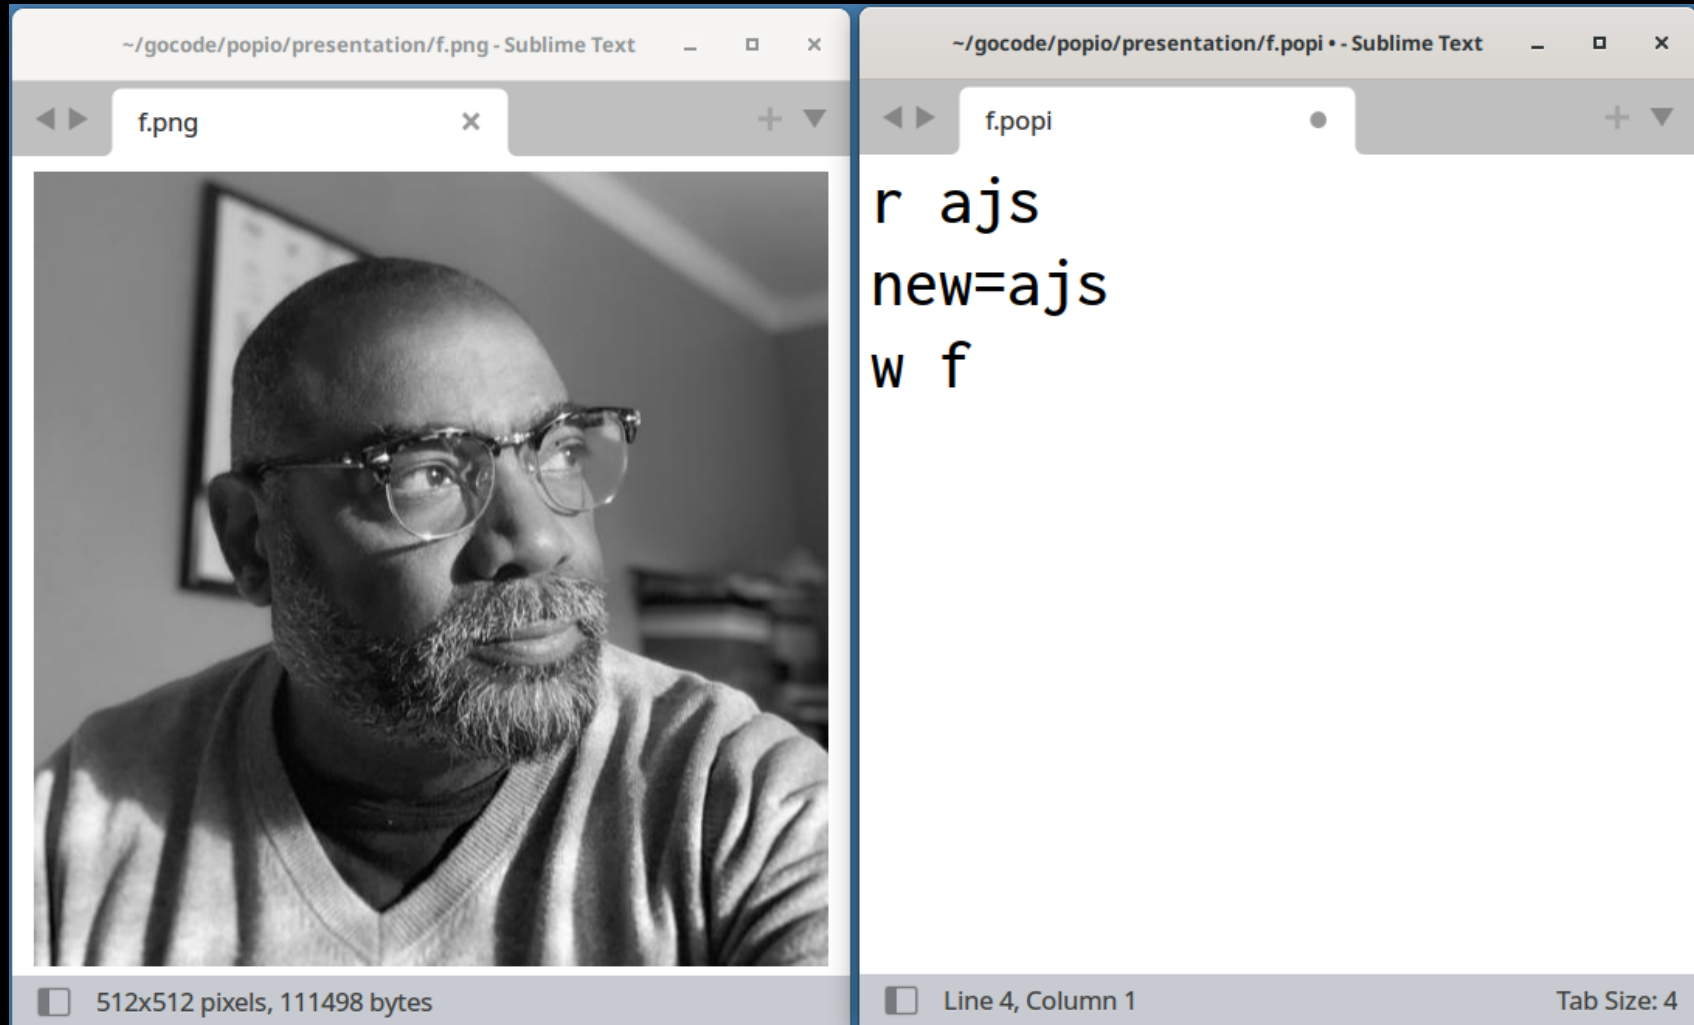 ~/gocode/popio/presentation/f.png - Sublime Text
f.png
512x512 pixels, 111498 bytes
~/gocode/popio/presentation/f.popi • - Sublime Text
f.popi
r ajs
new=ajs
w f
Line 4, Column 1
Tab Size: 4